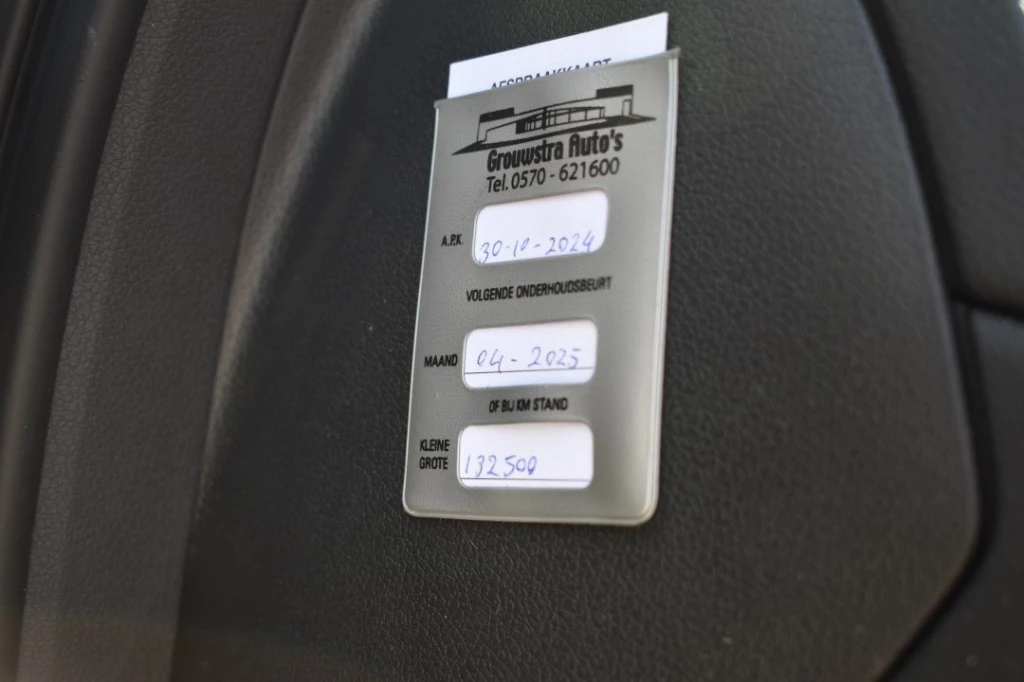 AFSPRAAKKAART
Grouwstra Auto's
Tel. 0570 - 621600
A.P.K. 30-10-2024
VOLGENDE ONDERHOUDSBEURT
MAAND 04-2025
OF BIJ KM STAND
KLEINE
GROTE 132500